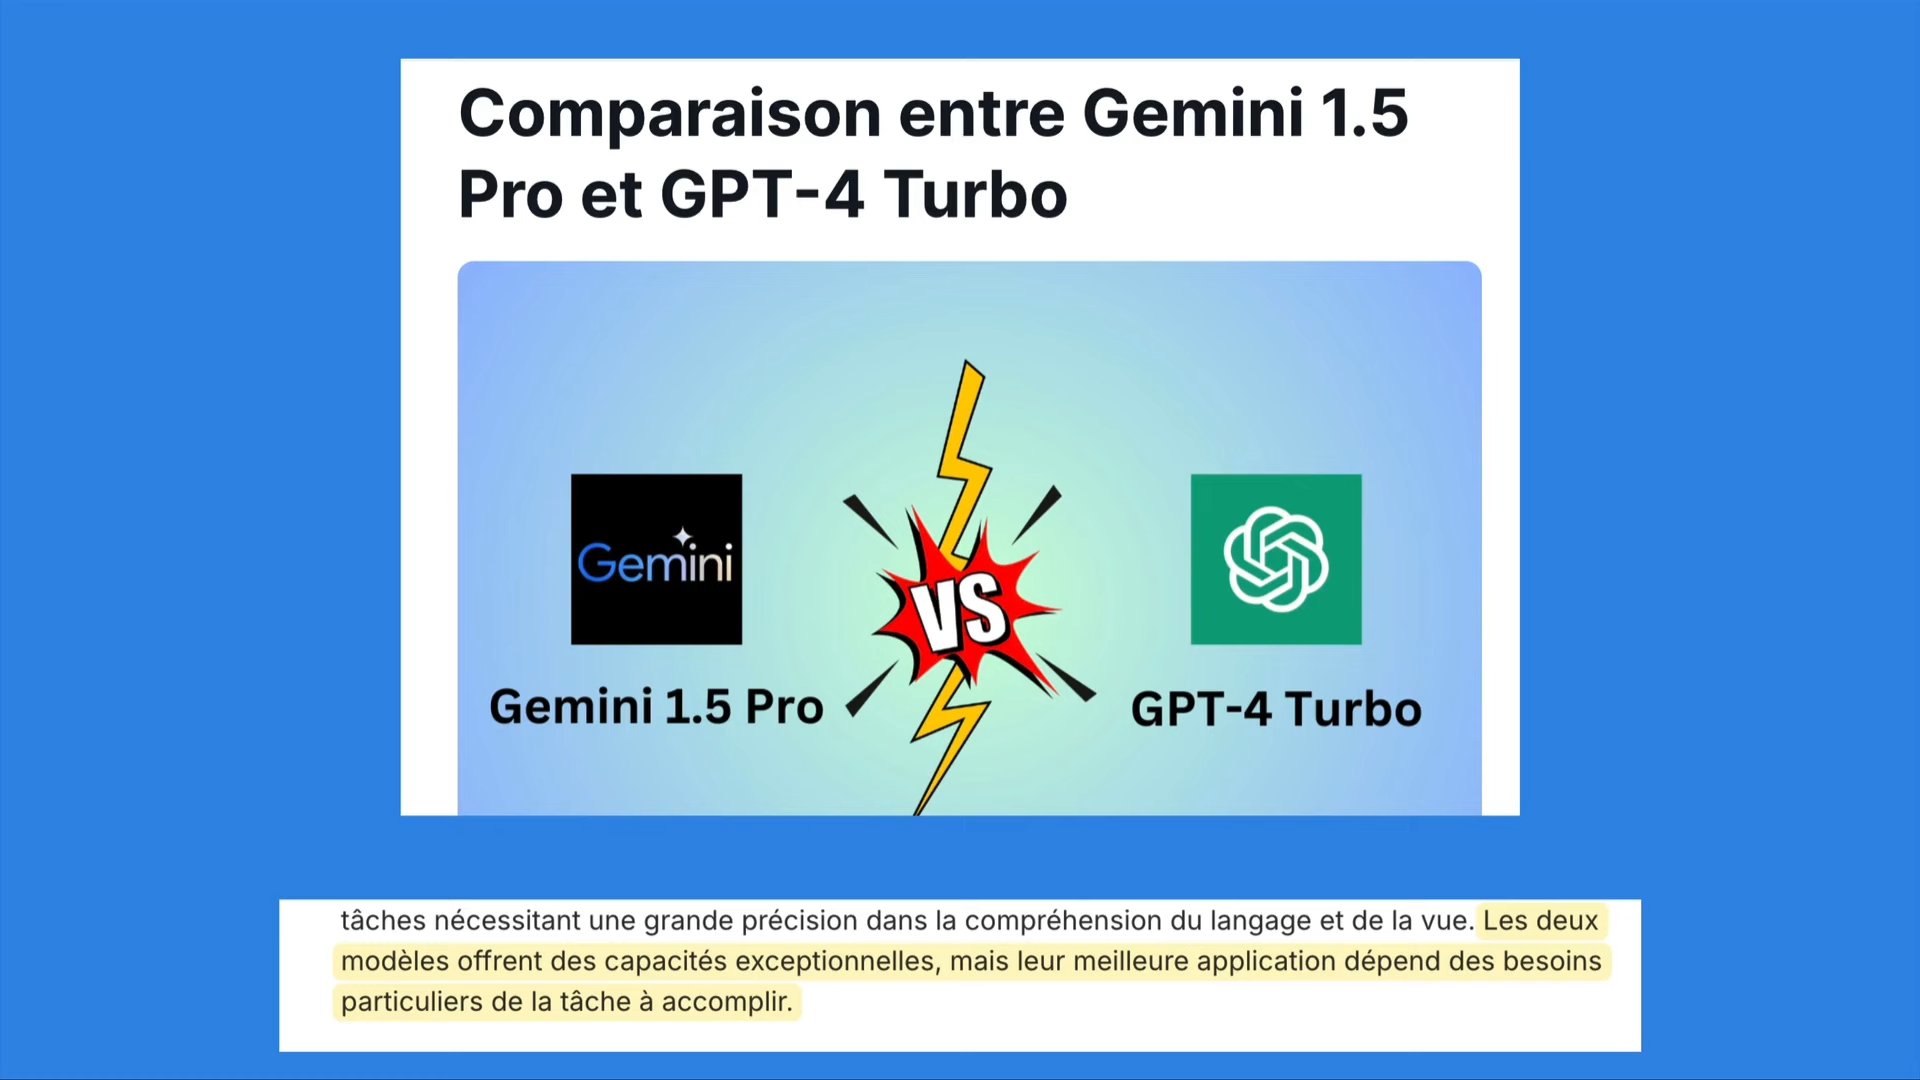 Comparaison entre Gemini 1.5
Pro et GPT-4 Turbo
Gemini
VS
Gemini 1.5 Pro
GPT-4 Turbo
tâches nécessitant une grande précision dans la compréhension du langage et de la vue. Les deux
modèles offrent des capacités exceptionnelles, mais leur meilleure application dépend des besoins
particuliers de la tâche à accomplir.